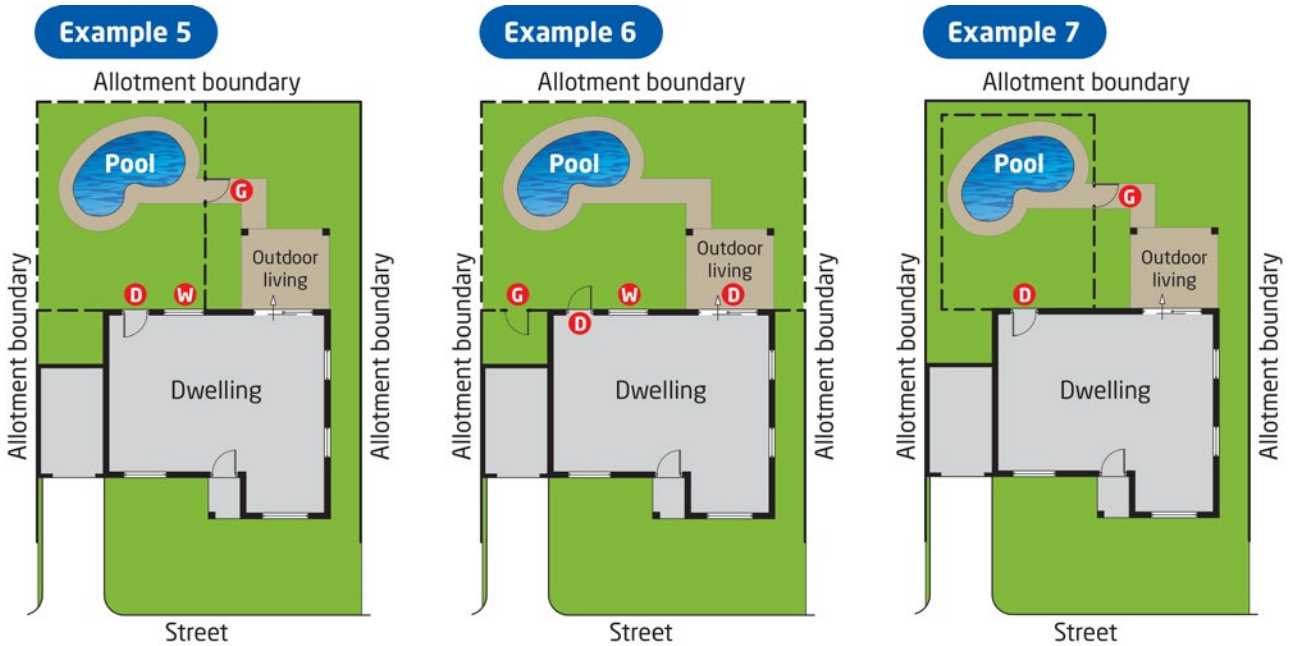 Example 5
Allotment boundary
Pool
G
Outdoor
living
D
W
Allotment boundary
Allotment boundary
Dwelling
Street
Example 6
Allotment boundary
Pool
Outdoor
living
G
W
D
D
Allotment boundary
Allotment boundary
Dwelling
Street
Example 7
Allotment boundary
Pool
G
Outdoor
living
D
Allotment boundary
Allotment boundary
Dwelling
Street